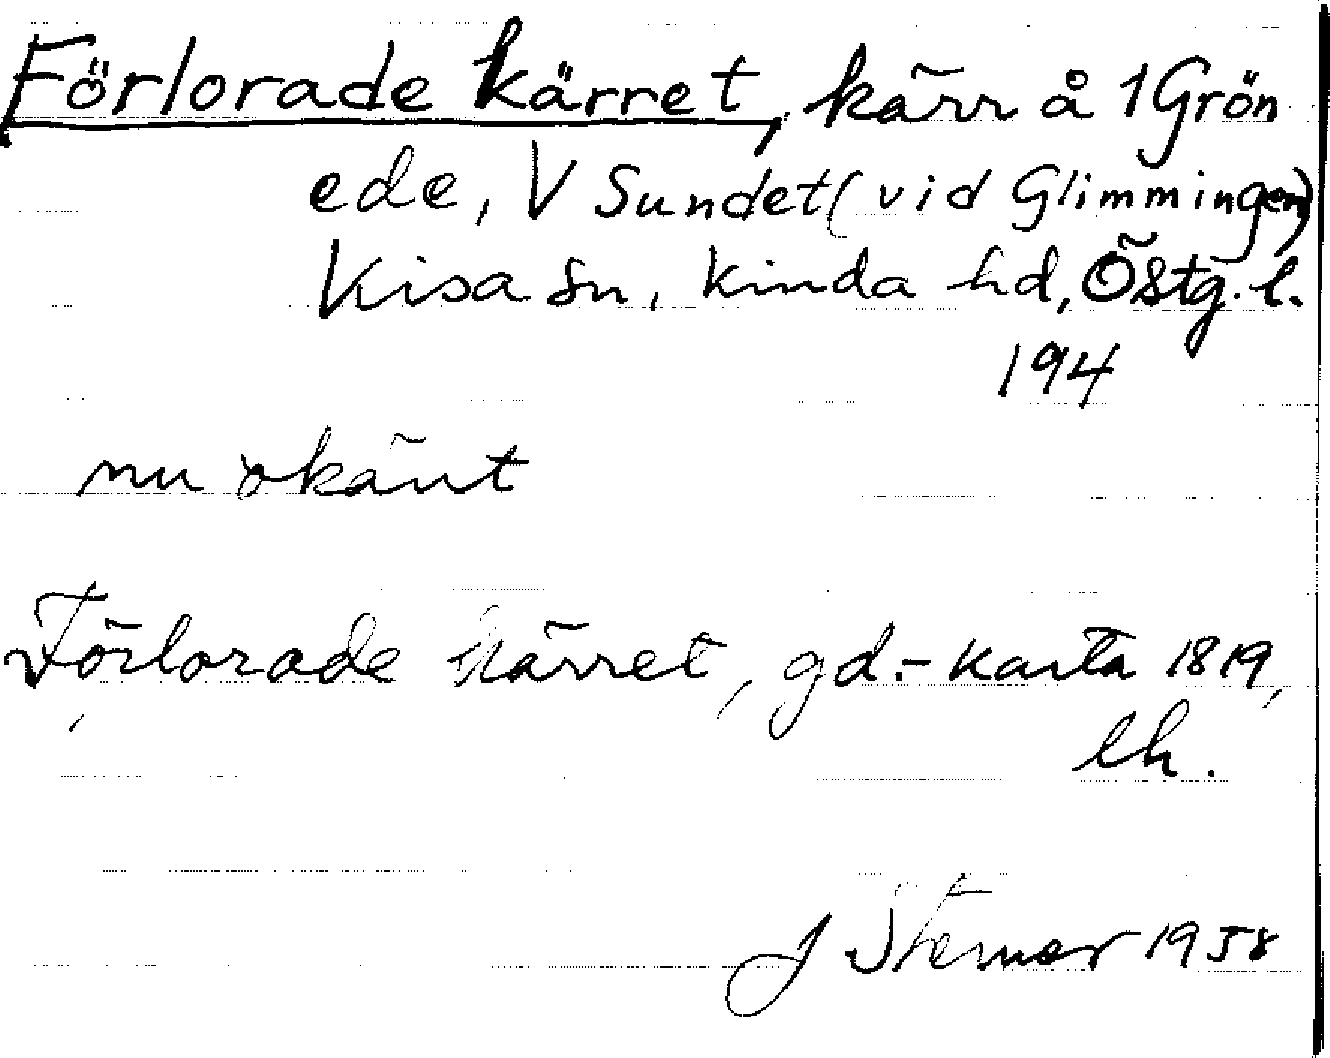 Förlorade kärret, kärr å 1 Grön
ede, V Sundet (vid Glimmingen)
Kisa sn, Kinda hd, Östg. l.
194
nu okänt
Förlorade kärret, gd.-karta 1819,
lh.
J Sterner 1958